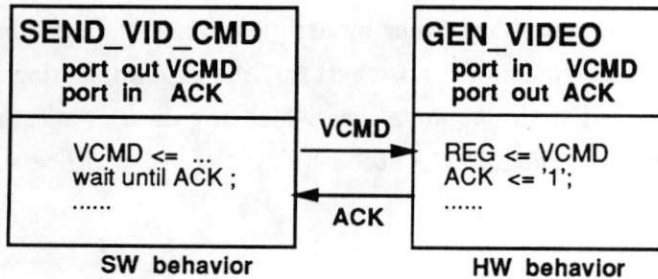 SEND_VID_CMD
port out VCMD
port in ACK
VCMD <= ...
wait until ACK ;
......
SW behavior
VCMD
ACK
GEN_VIDEO
port in VCMD
port out ACK
REG <= VCMD
ACK <= '1';
......
HW behavior